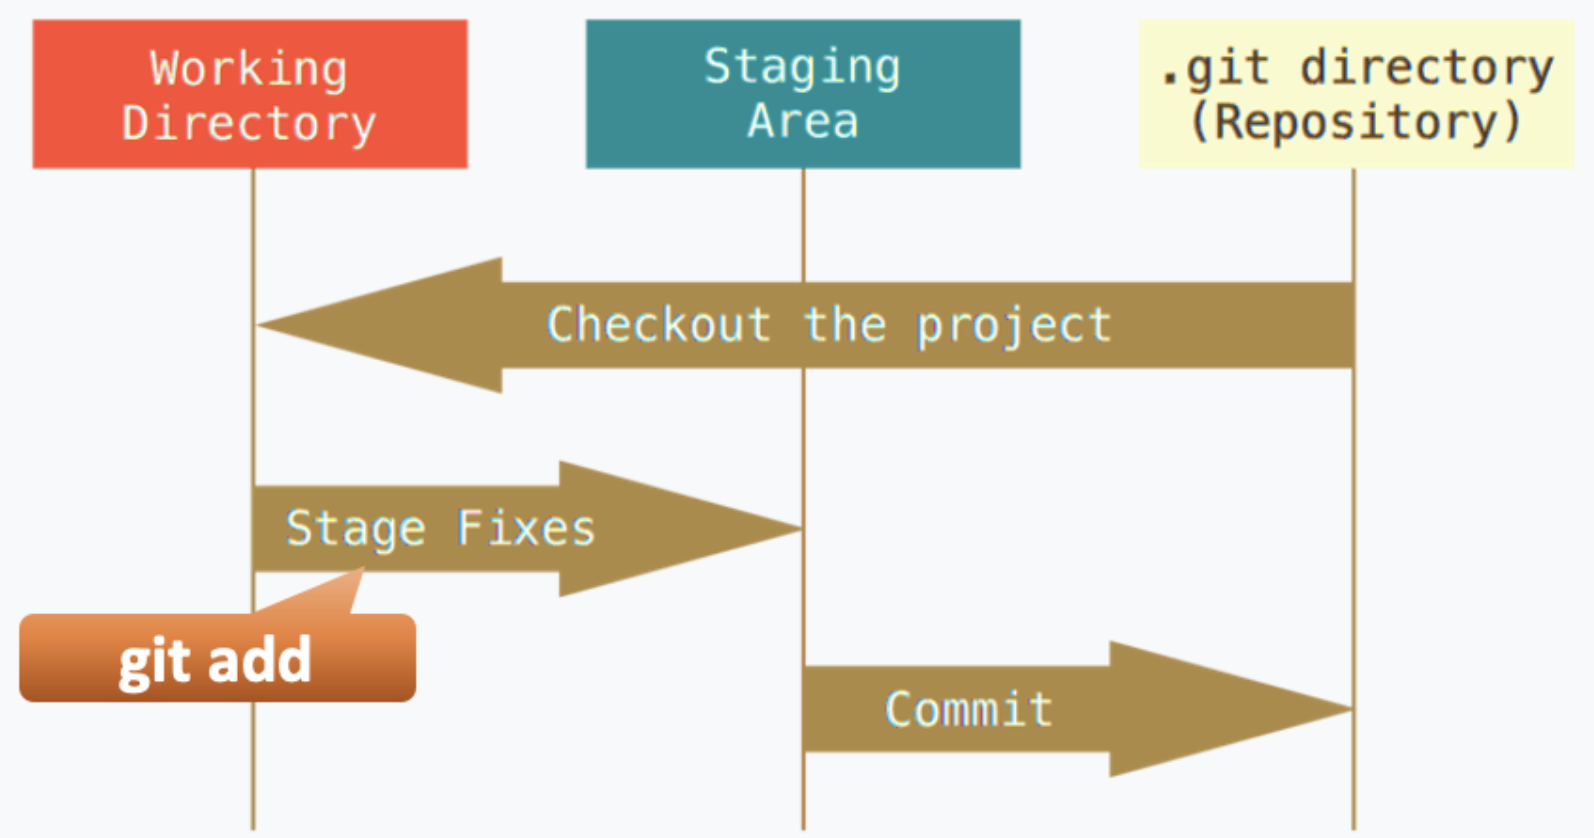 Working
Directory
Staging
Area
.git directory
(Repository)
Checkout the project
Stage Fixes
git add
Commit